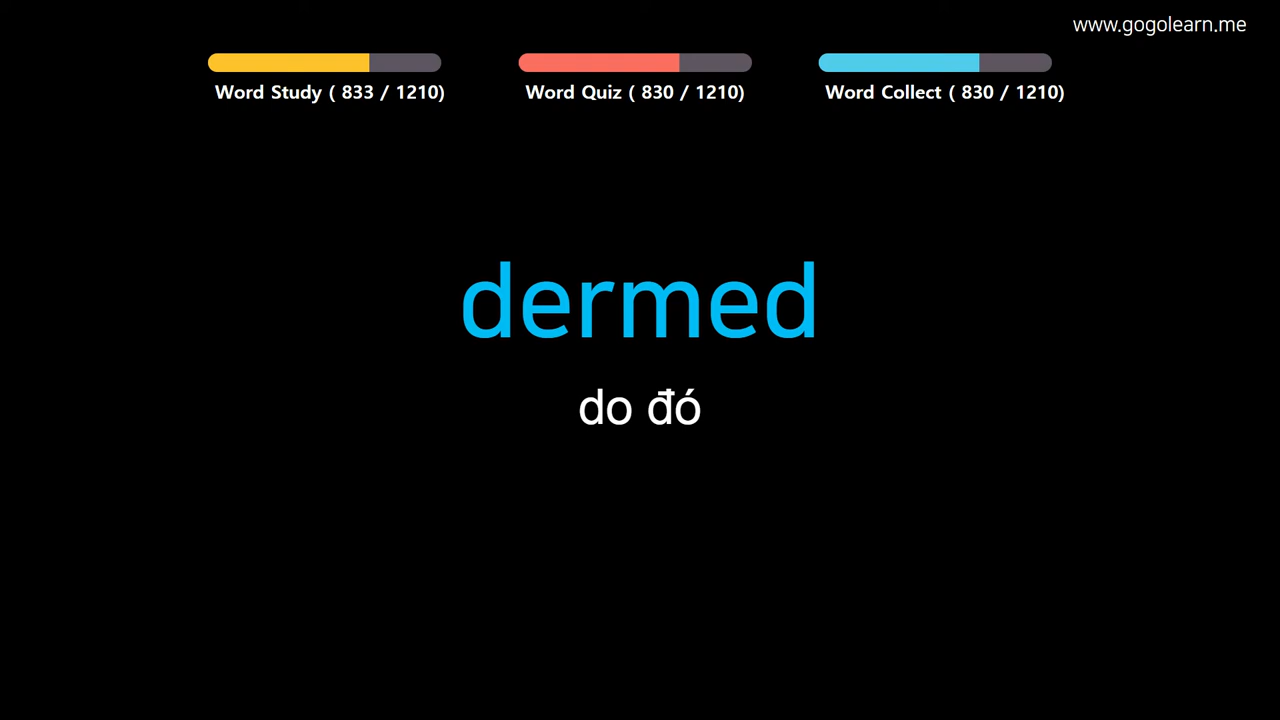 www.gogolearn.me
Word Study ( 833 / 1210)
Word Quiz ( 830 / 1210)
Word Collect ( 830 / 1210)
dermed
do đó